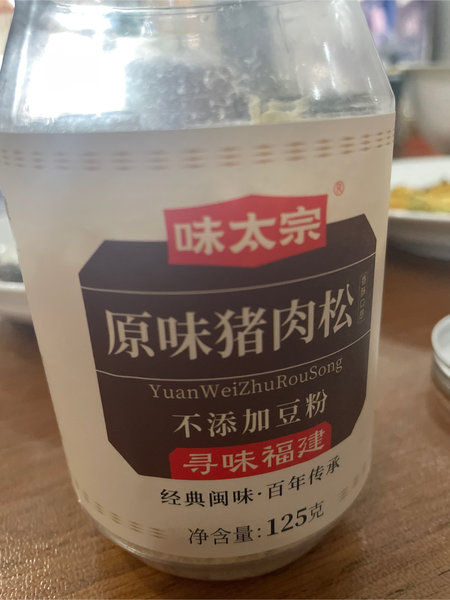 味太宗®
原味猪肉松
YuanWeiZhuRouSong
不添加豆粉
寻味福建
经典闽味·百年传承
净含量:125克